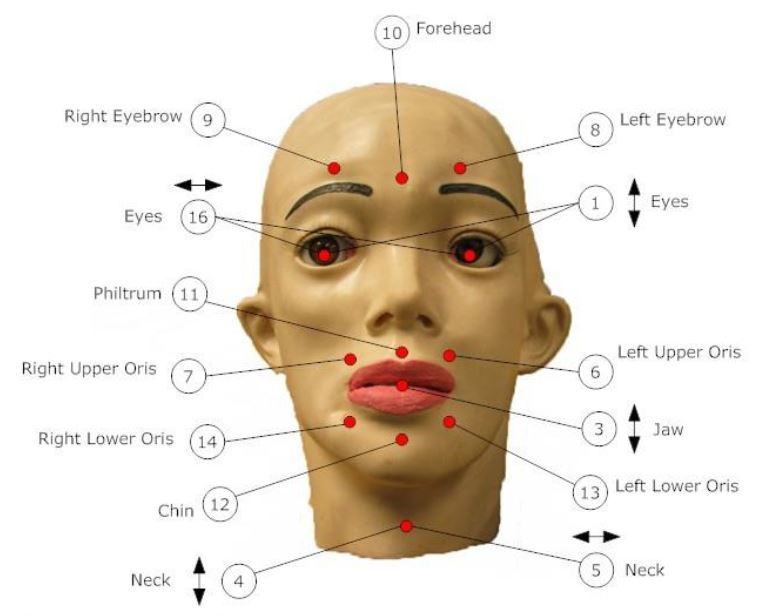 10 Forehead
Right Eyebrow 9
8 Left Eyebrow
Eyes 16
1 Eyes
Philtrum 11
Right Upper Oris 7
6 Left Upper Oris
Right Lower Oris 14
3 Jaw
Chin 12
13 Left Lower Oris
Neck 4
5 Neck